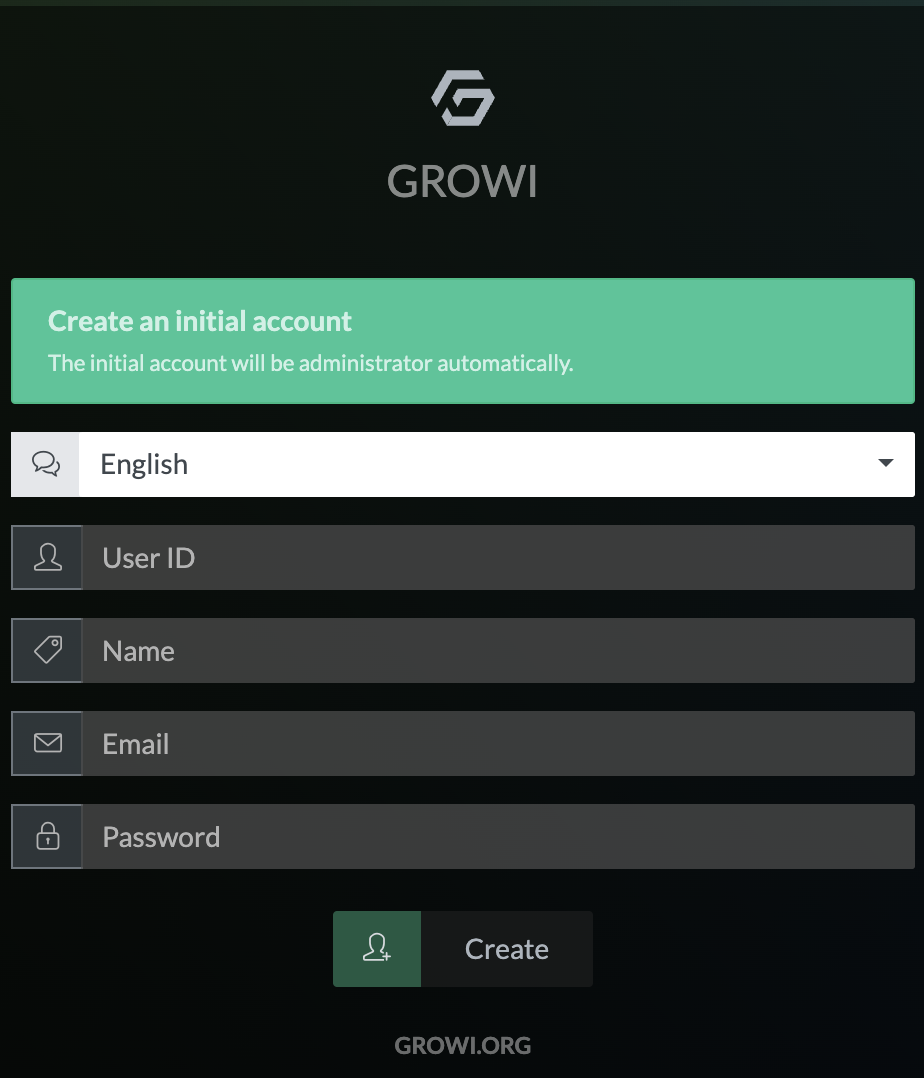 GROWI
Create an initial account
The initial account will be administrator automatically.
English
User ID
Name
Email
Password
Create
GROWI.ORG